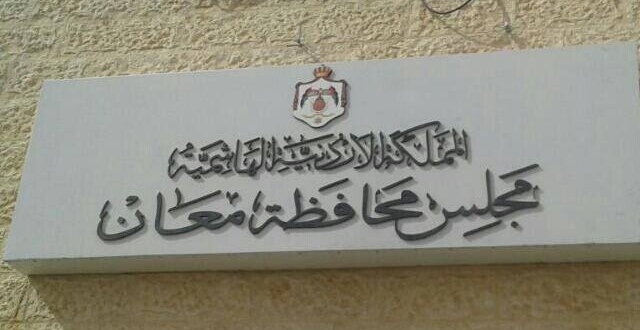 المملكة الأردنية الهاشمية
مجلس محافظة معان